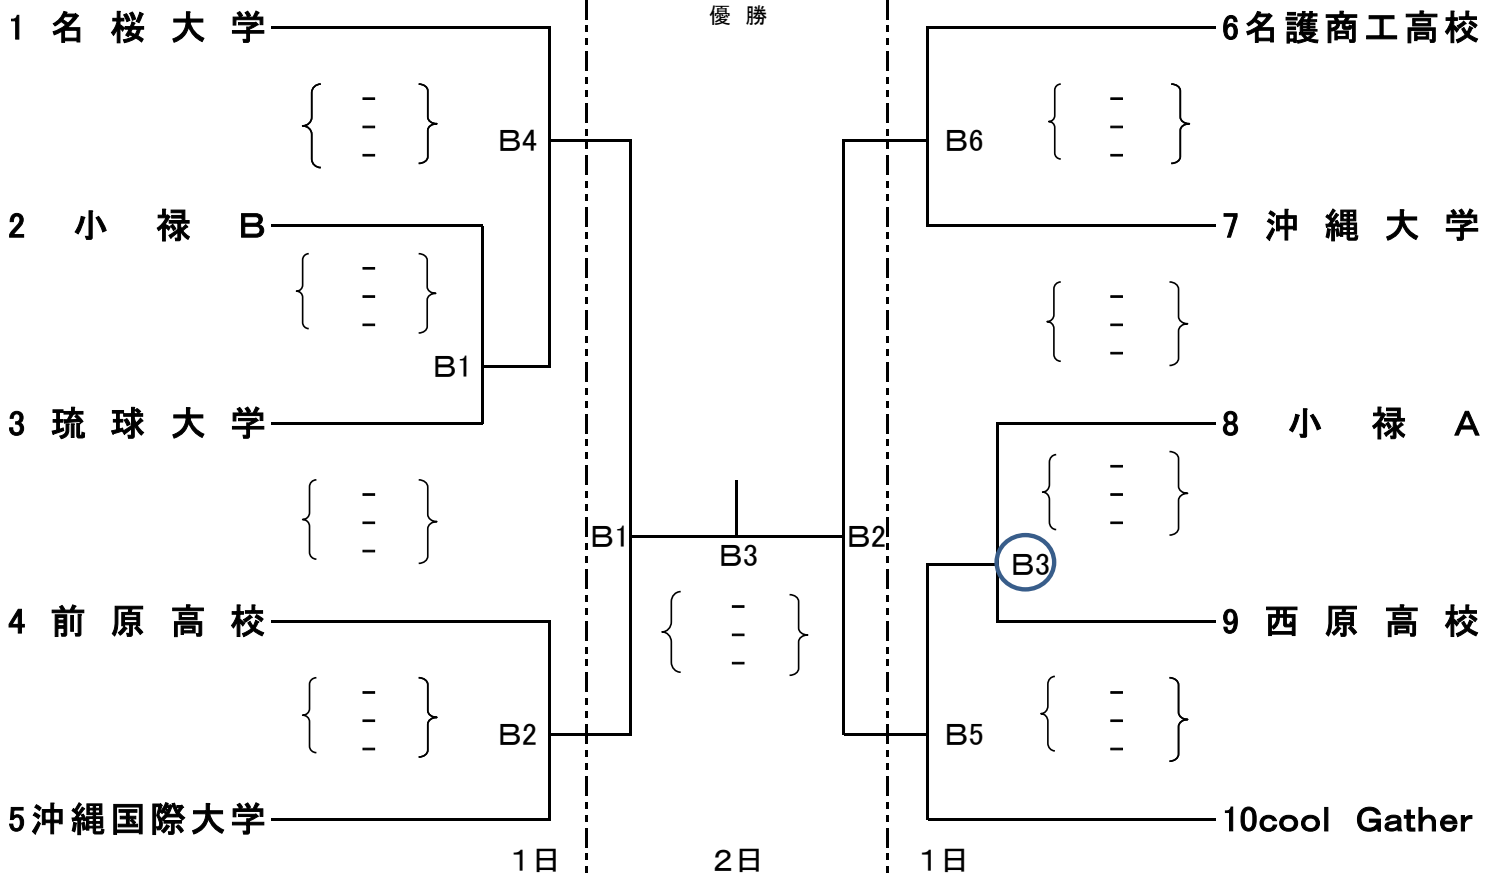 優 勝
1 名 桜 大 学
6名護商工高校
－
－
－
－
－
－
B4
B6
2 小 禄 B
7 沖 縄 大 学
－
－
－
－
－
－
B1
3 琉 球 大 学
8 小 禄 A
－
－
－
－
－
－
B1
B3
B2
B3
4 前 原 高 校
9 西 原 高 校
－
－
－
－
－
－
－
－
－
B2
B5
5沖縄国際大学
10cool Gather
1日
2日
1日